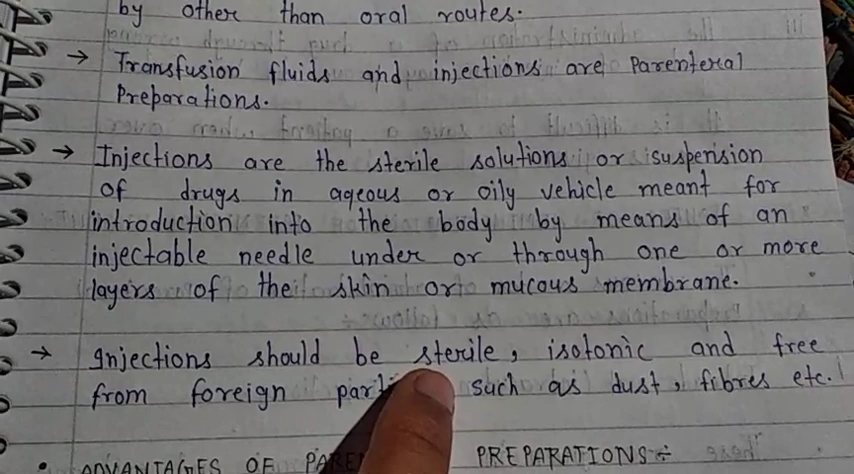 by other than oral routes.
→ Transfusion fluids and injections are Parenteral
Preparations.
→ Injections are the sterile solutions or suspension
of drugs in aqeous or oily vehicle meant for
introduction into the body by means of an
injectable needle under or through one or more
layers of the skin or mucous membrane.
→ Injections should be sterile, isotonic and free
from foreign such as dust, fibres etc.
• ADVANTAGES OF PREPARATIONS÷